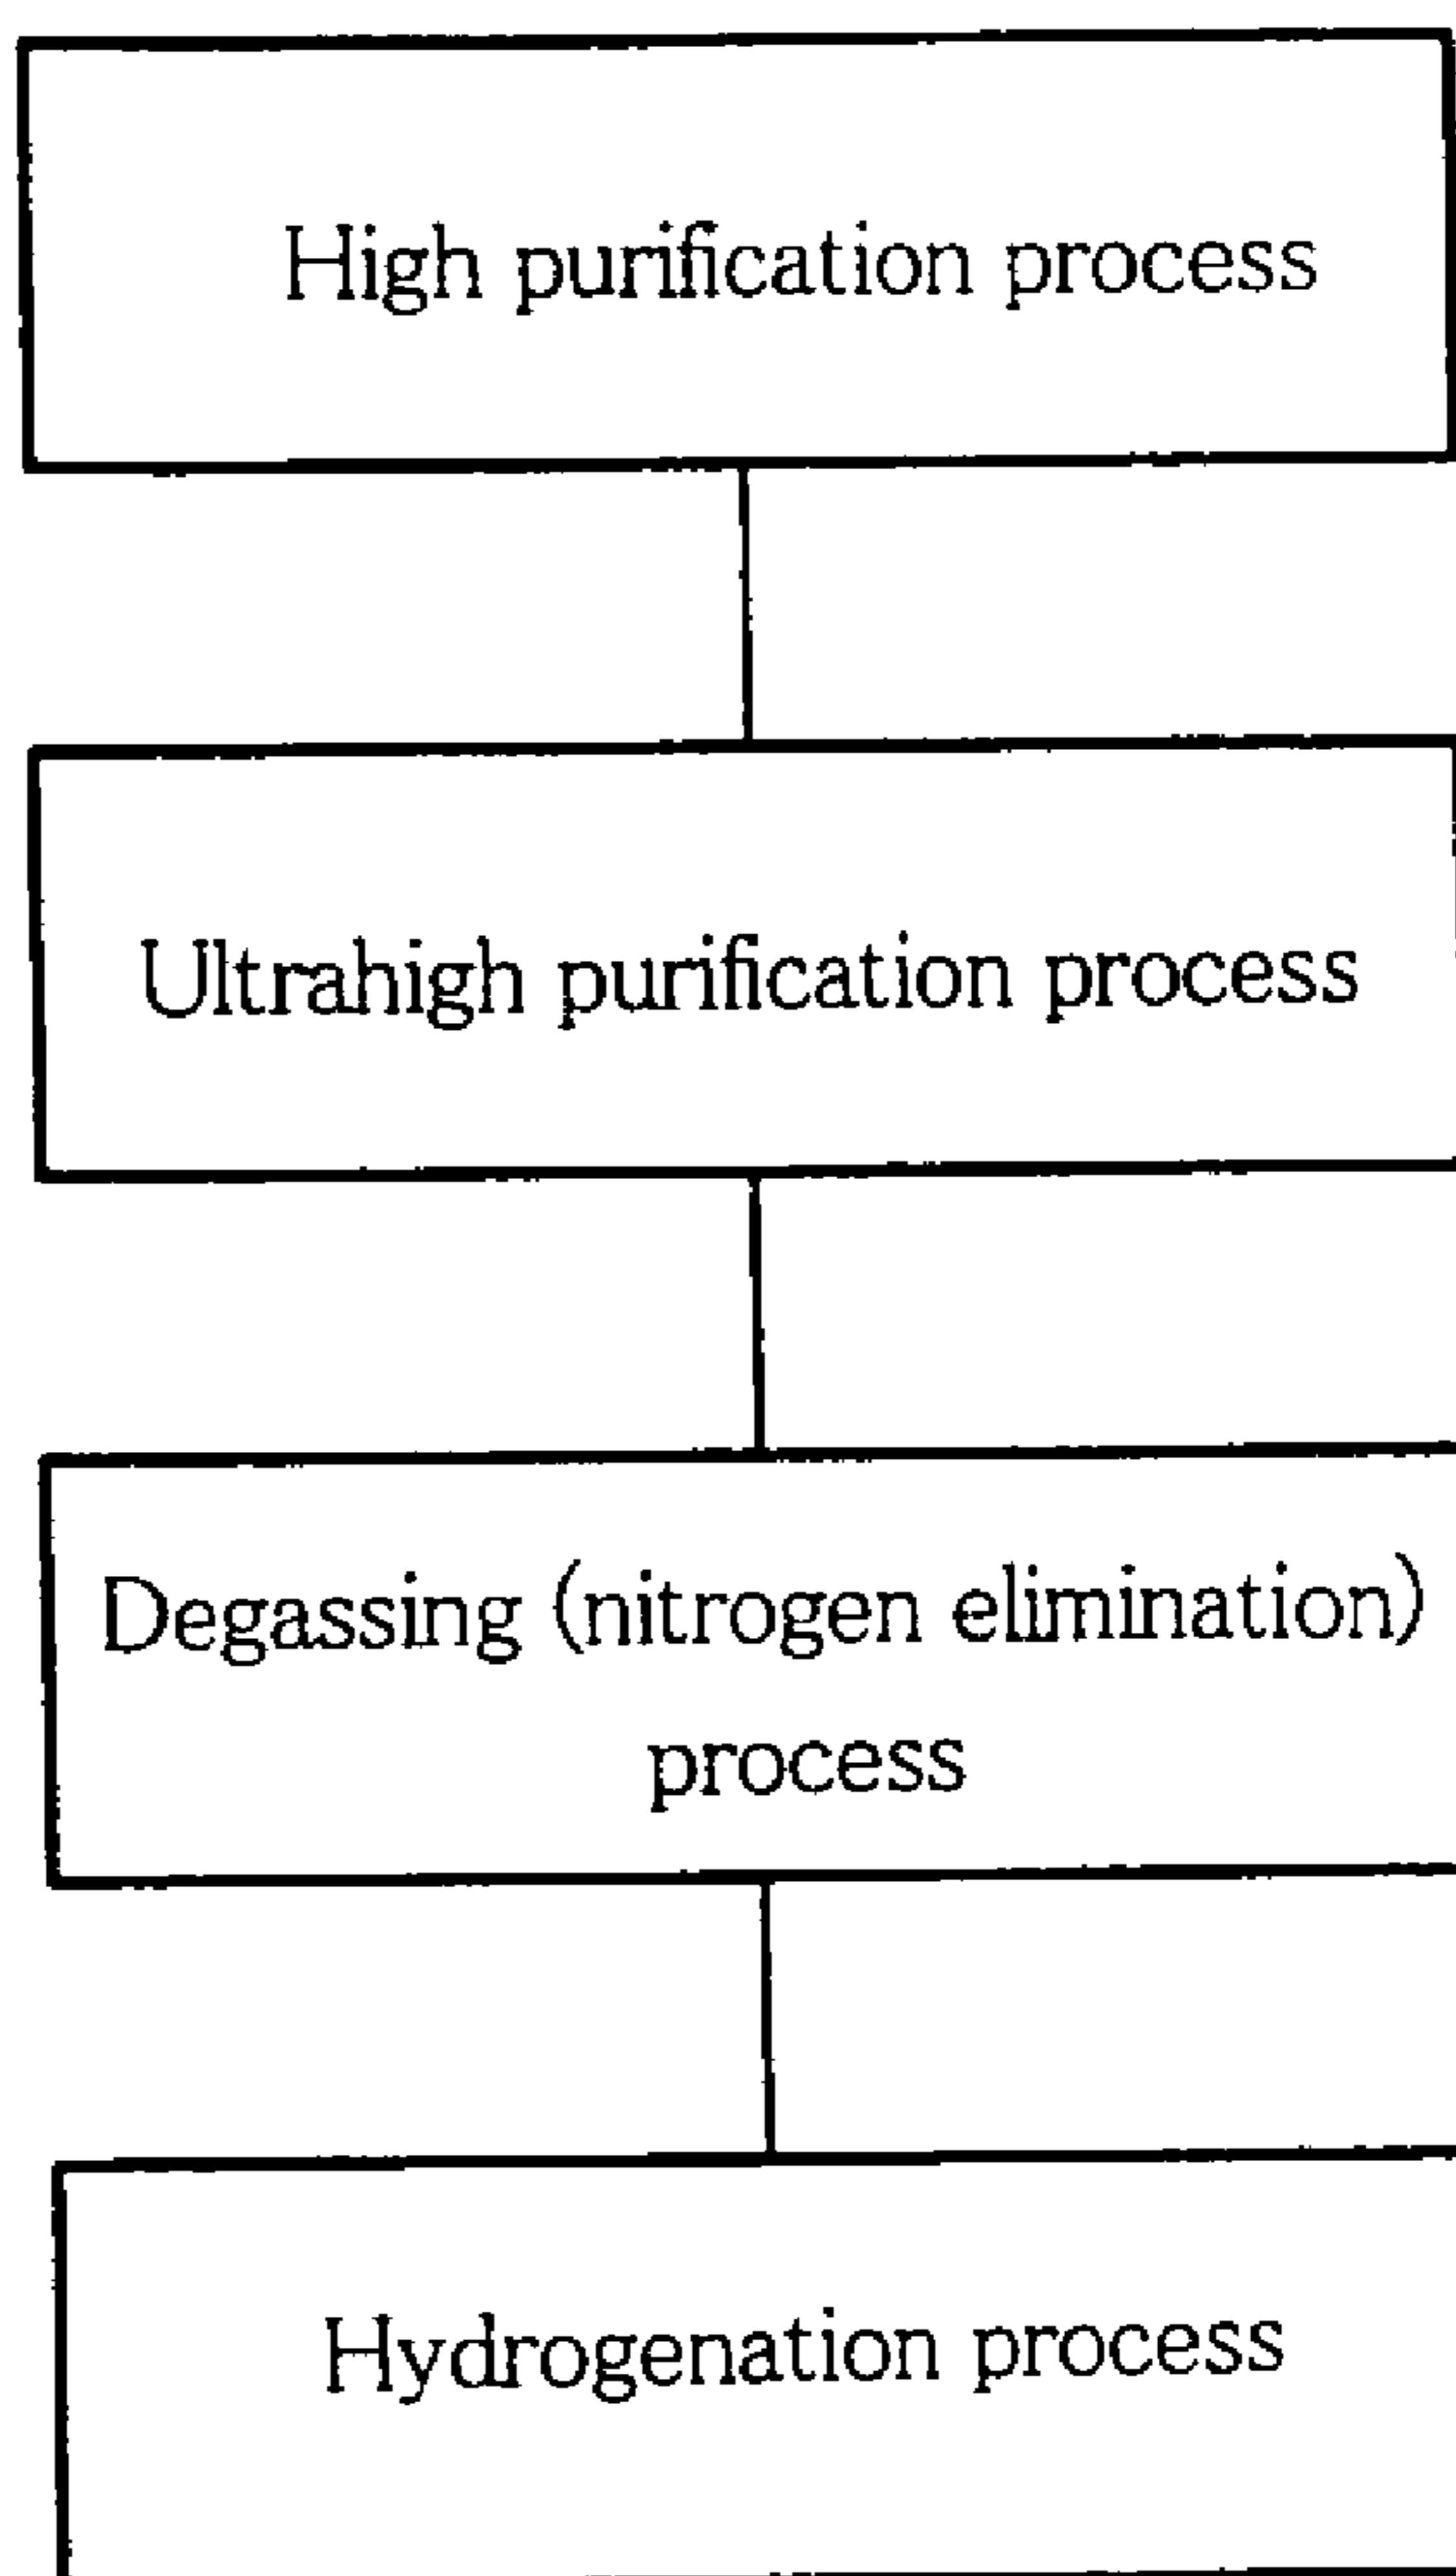 High purification process
Ultrahigh purification process
Degassing (nitrogen elimination)
process
Hydrogenation process